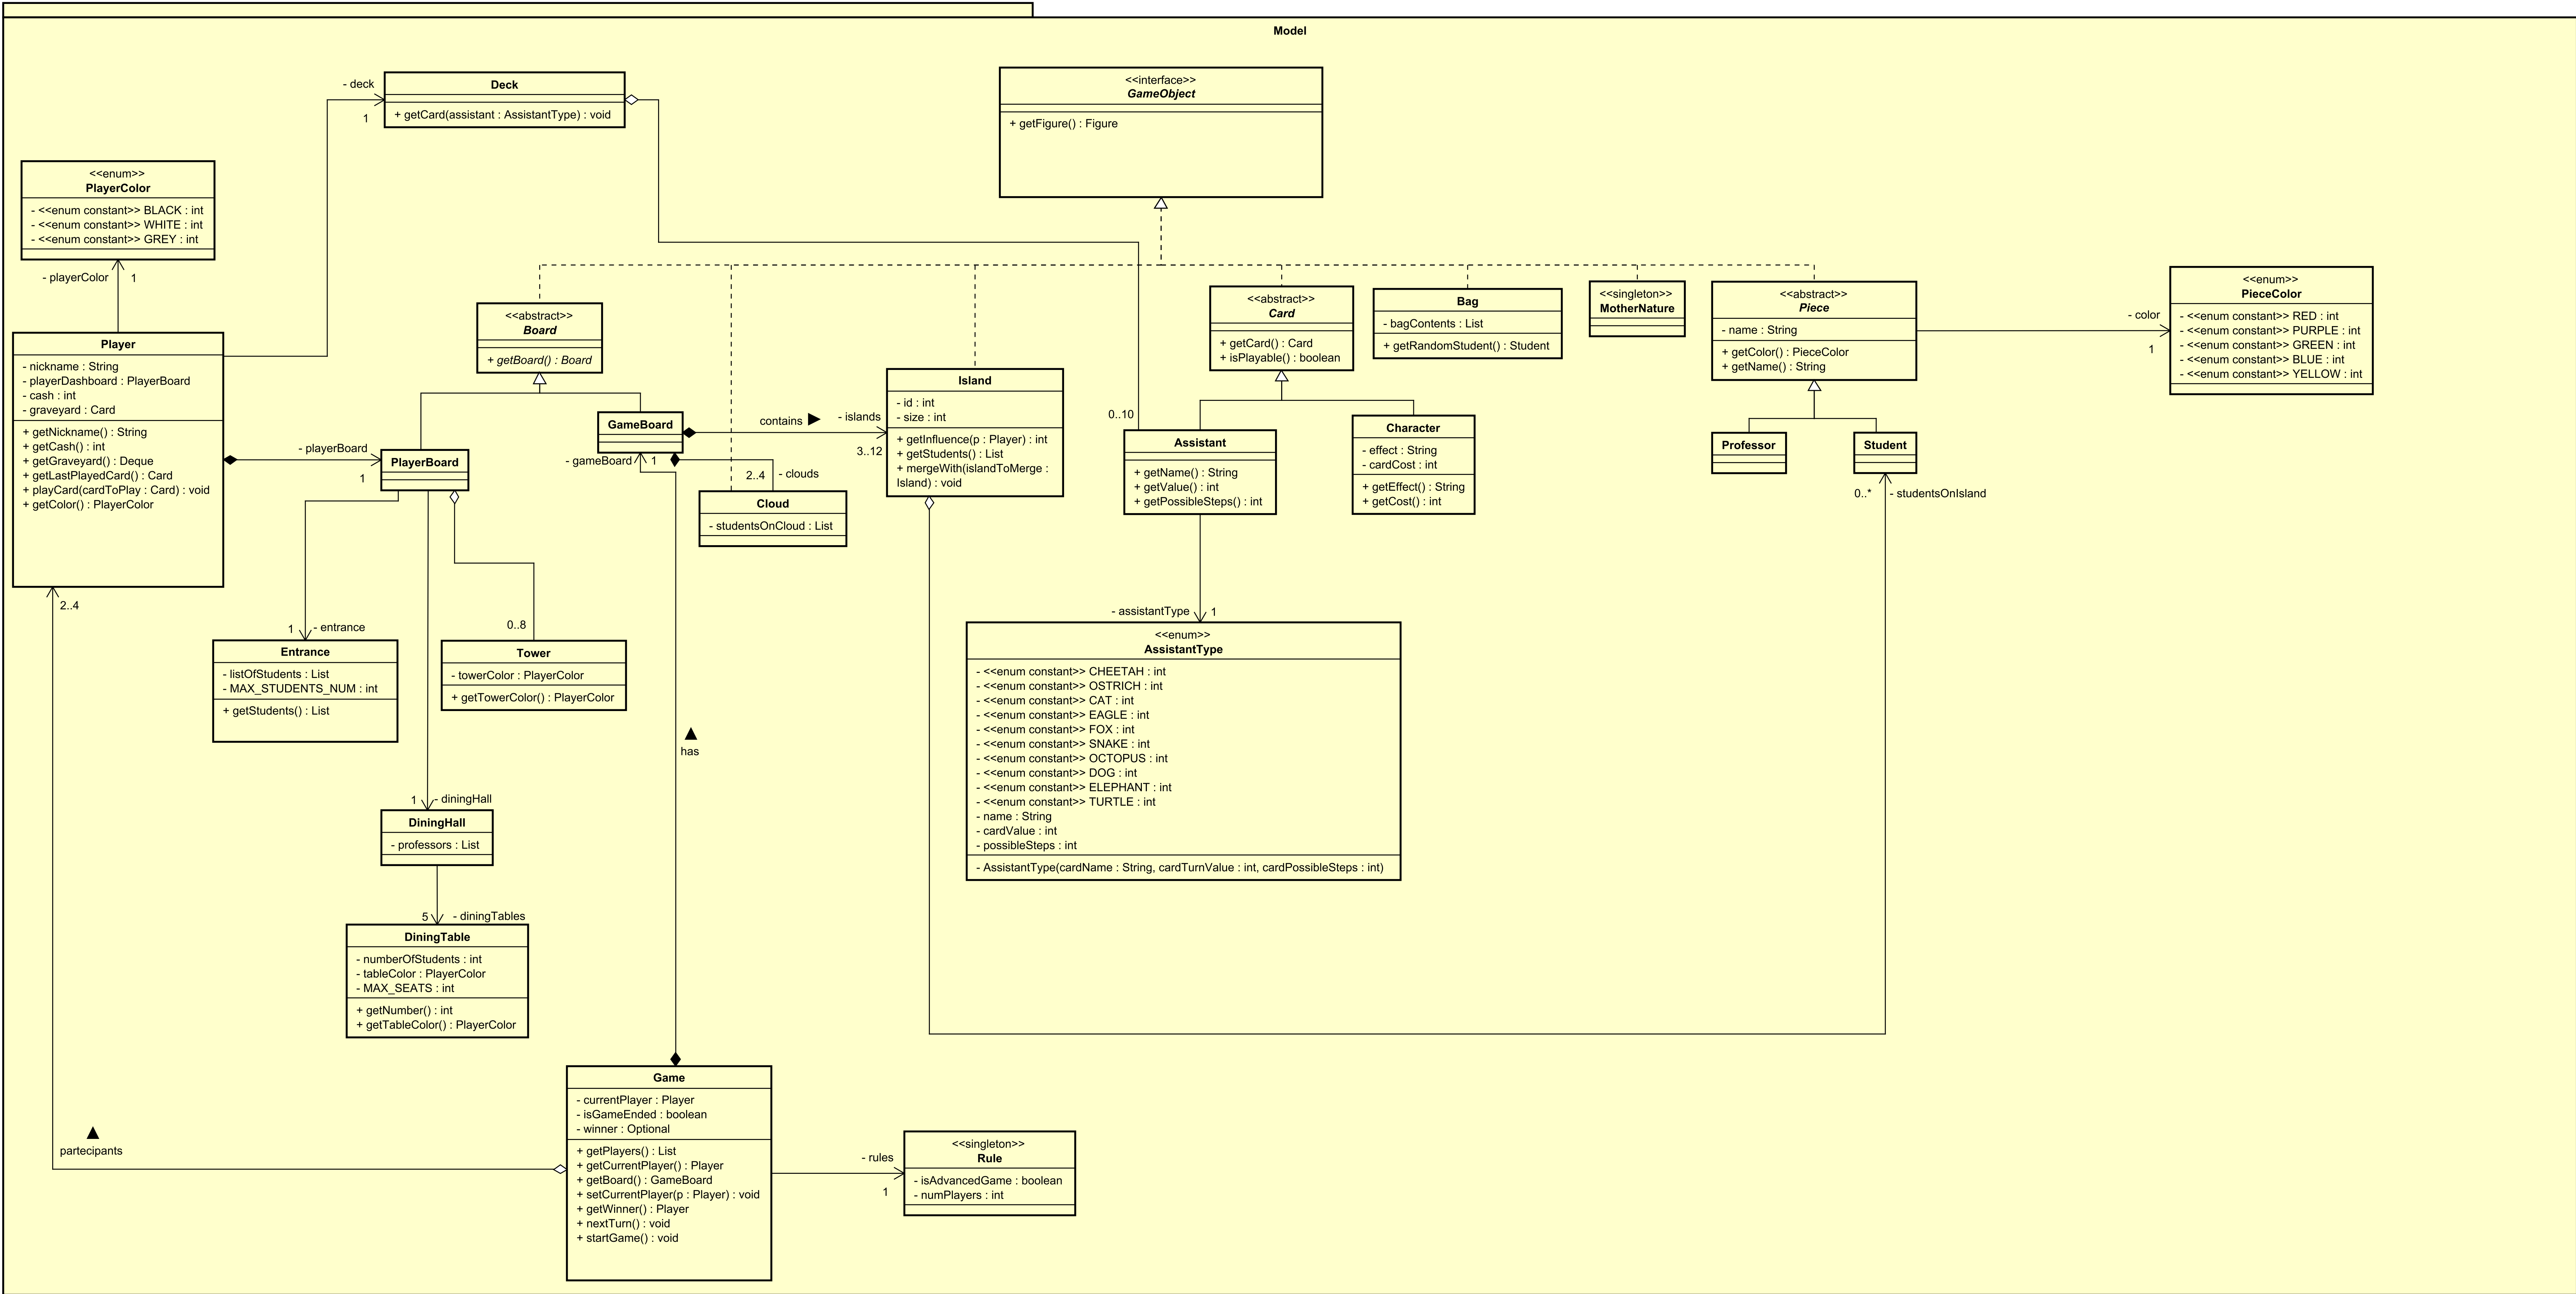 Model
Deck
+ getCard(assistant : AssistantType) : void
- deck
1
<<interface>>
GameObject
+ getFigure() : Figure
<<enum>>
PlayerColor
- <<enum constant>> BLACK : int
- <<enum constant>> WHITE : int
- <<enum constant>> GREY : int
- playerColor
1
Player
- nickname : String
- playerDashboard : PlayerBoard
- cash : int
- graveyard : Card
+ getNickname() : String
+ getCash() : int
+ getGraveyard() : Deque
+ getLastPlayedCard() : Card
+ playCard(cardToPlay : Card) : void
+ getColor() : PlayerColor
2..4
- playerBoard
1
<<abstract>>
Board
+ getBoard() : Board
PlayerBoard
GameBoard
- gameBoard
1
contains
- islands
3..12
2..4
- clouds
Cloud
- studentsOnCloud : List
Island
- id : int
- size : int
+ getInfluence(p : Player) : int
+ getStudents() : List
+ mergeWith(islandToMerge :
Island) : void
<<abstract>>
Card
+ getCard() : Card
+ isPlayable() : boolean
Bag
- bagContents : List
+ getRandomStudent() : Student
<<singleton>>
MotherNature
<<abstract>>
Piece
- name : String
+ getColor() : PieceColor
+ getName() : String
- color
1
<<enum>>
PieceColor
- <<enum constant>> RED : int
- <<enum constant>> PURPLE : int
- <<enum constant>> GREEN : int
- <<enum constant>> BLUE : int
- <<enum constant>> YELLOW : int
0..10
Assistant
+ getName() : String
+ getValue() : int
+ getPossibleSteps() : int
Character
- effect : String
- cardCost : int
+ getEffect() : String
+ getCost() : int
Professor
Student
0..*
- studentsOnIsland
- assistantType
1
<<enum>>
AssistantType
- <<enum constant>> CHEETAH : int
- <<enum constant>> OSTRICH : int
- <<enum constant>> CAT : int
- <<enum constant>> EAGLE : int
- <<enum constant>> FOX : int
- <<enum constant>> SNAKE : int
- <<enum constant>> OCTOPUS : int
- <<enum constant>> DOG : int
- <<enum constant>> ELEPHANT : int
- <<enum constant>> TURTLE : int
- name : String
- cardValue : int
- possibleSteps : int
- AssistantType(cardName : String, cardTurnValue : int, cardPossibleSteps : int)
1
- entrance
Entrance
- listOfStudents : List
- MAX_STUDENTS_NUM : int
+ getStudents() : List
0..8
Tower
- towerColor : PlayerColor
+ getTowerColor() : PlayerColor
has
1
- diningHall
DiningHall
- professors : List
5
- diningTables
DiningTable
- numberOfStudents : int
- tableColor : PlayerColor
- MAX_SEATS : int
+ getNumber() : int
+ getTableColor() : PlayerColor
partecipants
Game
- currentPlayer : Player
- isGameEnded : boolean
- winner : Optional
+ getPlayers() : List
+ getCurrentPlayer() : Player
+ getBoard() : GameBoard
+ setCurrentPlayer(p : Player) : void
+ getWinner() : Player
+ nextTurn() : void
+ startGame() : void
- rules
1
<<singleton>>
Rule
- isAdvancedGame : boolean
- numPlayers : int